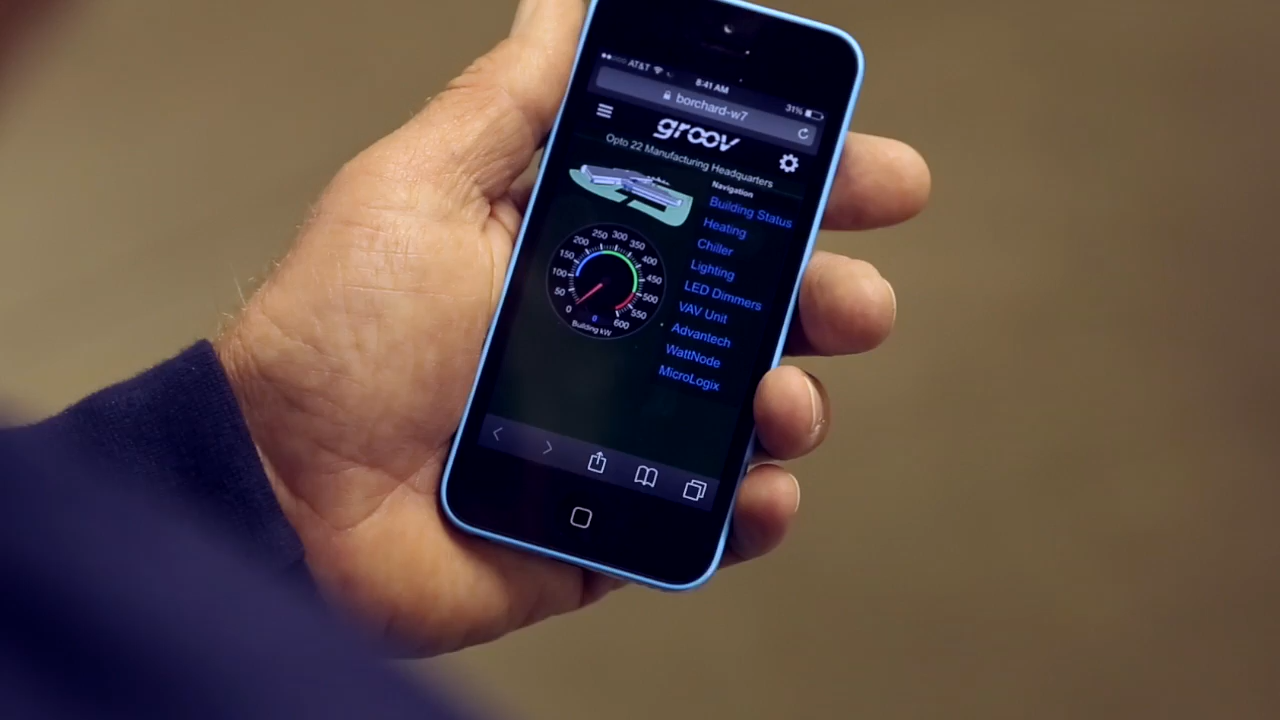 AT&T
8:41 AM
31%
borchard-w7
groov
Opto 22 Manufacturing Headquarters
Navigation
Building Status
Heating
Chiller
Lighting
LED Dimmers
VAV Unit
Advantech
WattNode
MicroLogix
0
50
100
150
200
250
300
350
400
450
500
550
600
Building kW